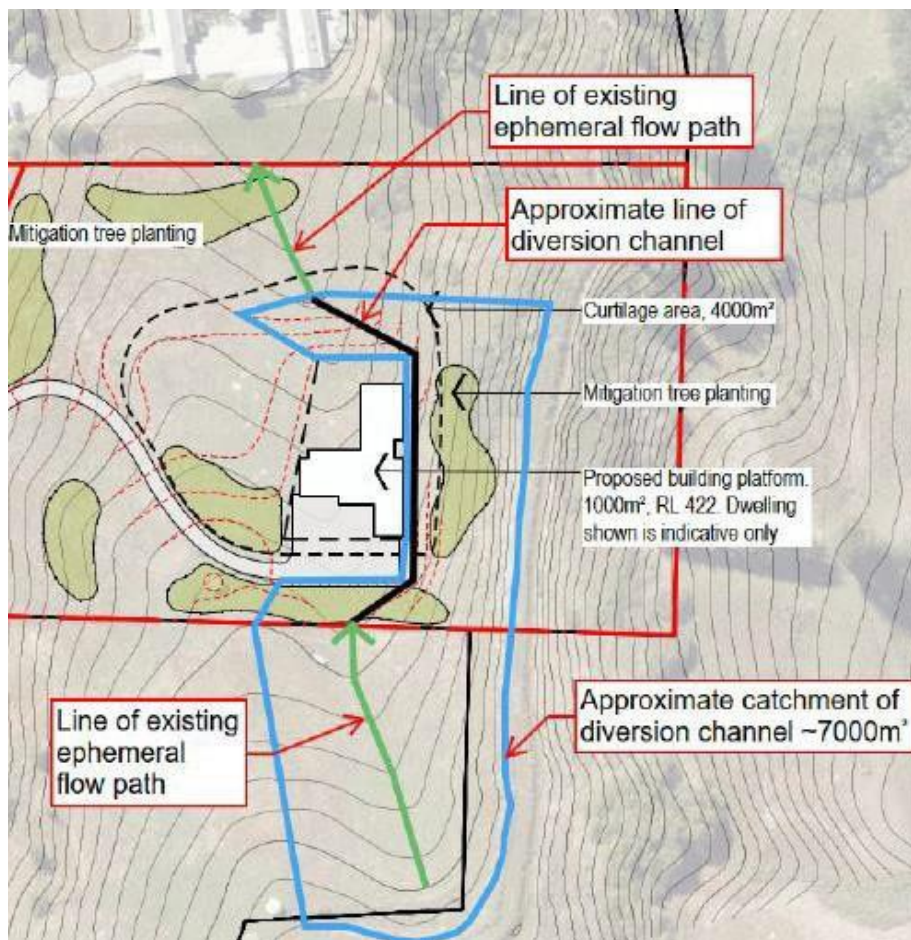 Line of existing
ephemeral flow path
Approximate line of
diversion channel
Mitigation tree planting
Curtilage area, 4000m²
Mitigation tree planting
Proposed building platform.
1000m², RL 422. Dwelling
shown is indicative only
Approximate catchment of
diversion channel ~7000m²
Line of existing
ephemeral
flow path